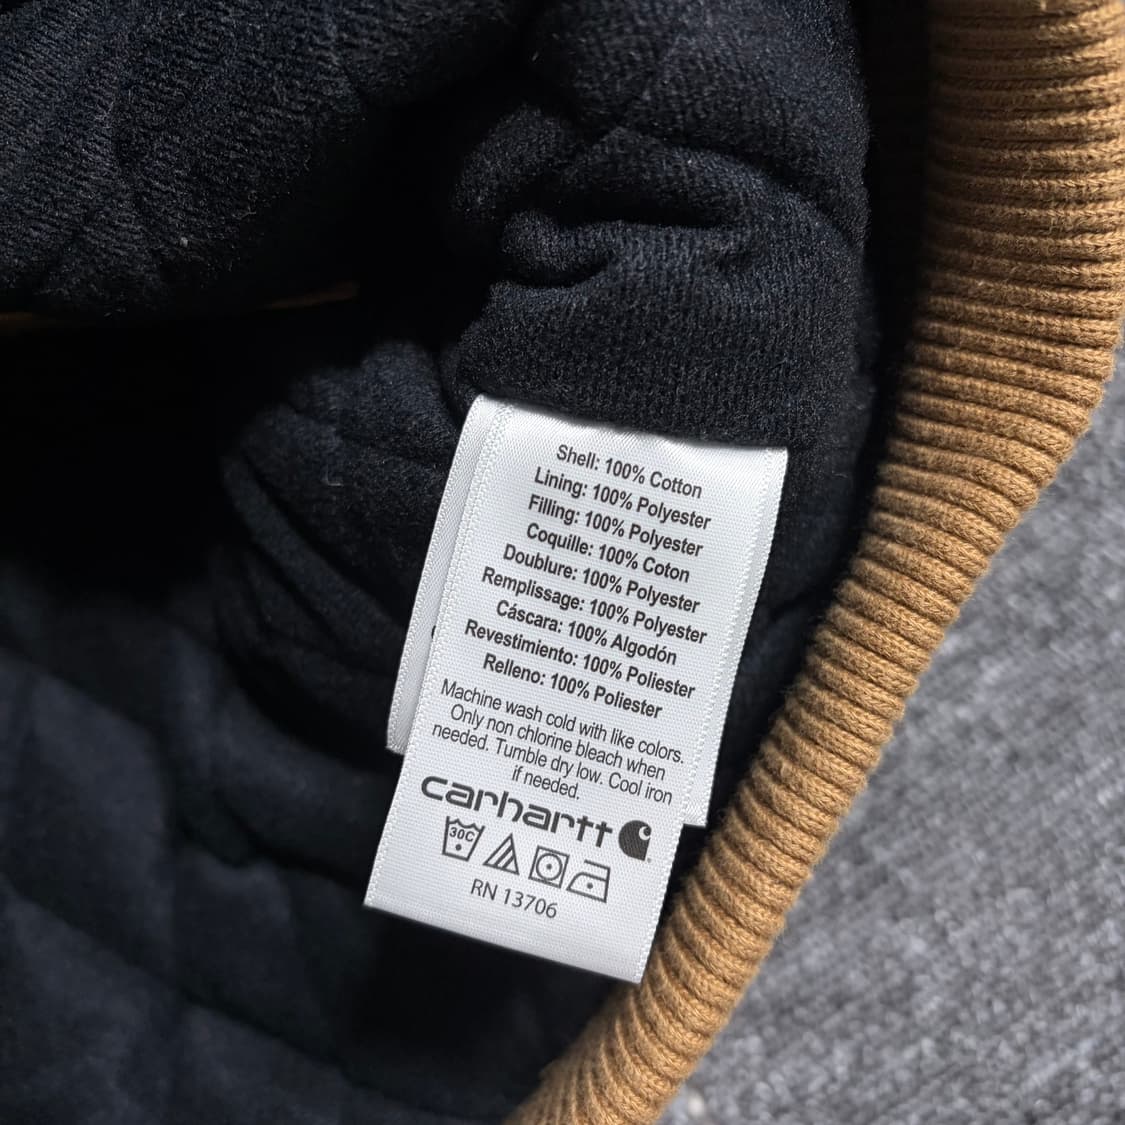 Shell: 100% Cotton
Lining: 100% Polyester
Filling: 100% Polyester
Coquille: 100% Coton
Doublure: 100% Polyester
Remplissage: 100% Polyester
Cáscara: 100% Algodón
Revestimiento: 100% Poliester
Relleno: 100% Poliester
Machine wash cold with like colors.
Only non chlorine bleach when
needed. Tumble dry low. Cool iron
if needed.
carhartt
30C
RN 13706